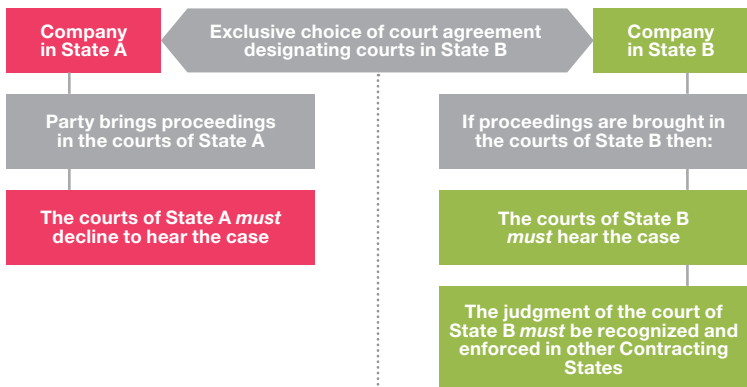 Company
in State A
Exclusive choice of court agreement
designating courts in State B
Company
in State B
Party brings proceedings
in the courts of State A
The courts of State A must
decline to hear the case
If proceedings are brought in
the courts of State B then:
The courts of State B
must hear the case
The judgment of the court of
State B must be recognized and
enforced in other Contracting
States